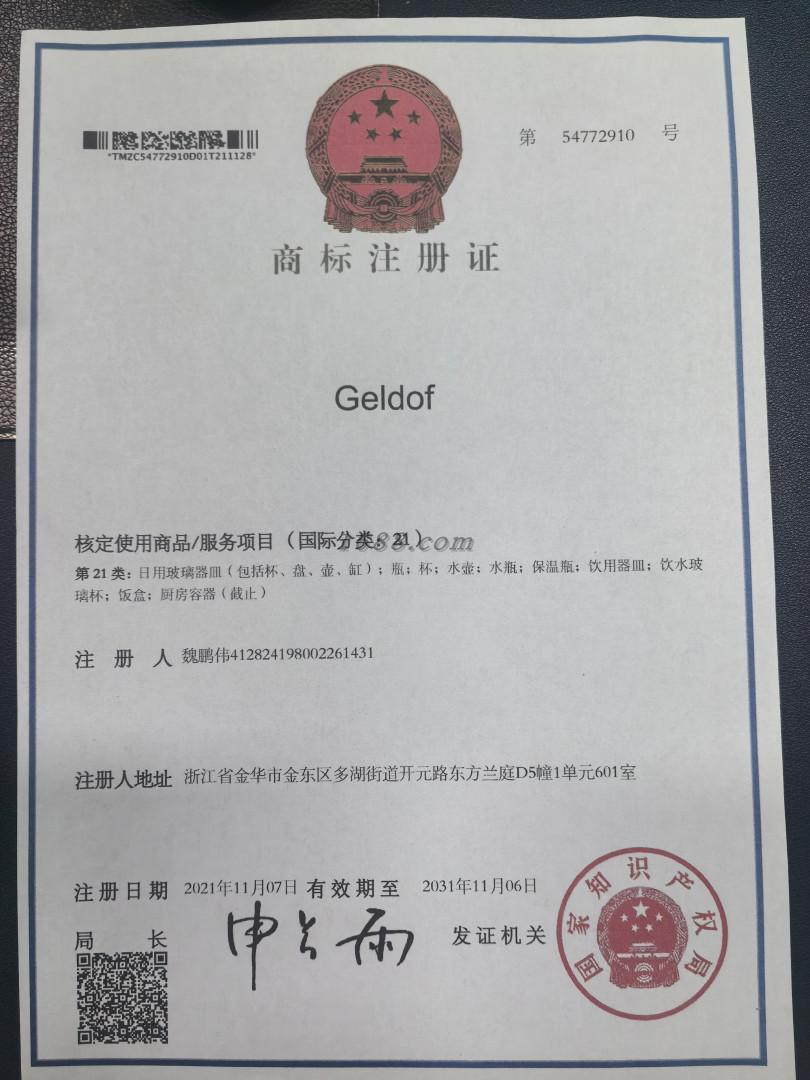 第 54772910 号
*TMZC54772910D01T211128*
商标注册证
Geldof
核定使用商品/服务项目（国际分类：21）
1688.com
第 21 类：日用玻璃器皿（包括杯、盘、壶、缸）；瓶；杯；水壶；水瓶；保温瓶；饮用器皿；饮水玻
璃杯；饭盒；厨房容器（截止）
注 册 人 魏鹏伟412824198002261431
注册人地址 浙江省金华市金东区多湖街道开元路东方兰庭D5幢1单元601室
注册日期 2021年11月07日 有效期至 2031年11月06日
局 长 申长雨 发证机关
国家知识产权局